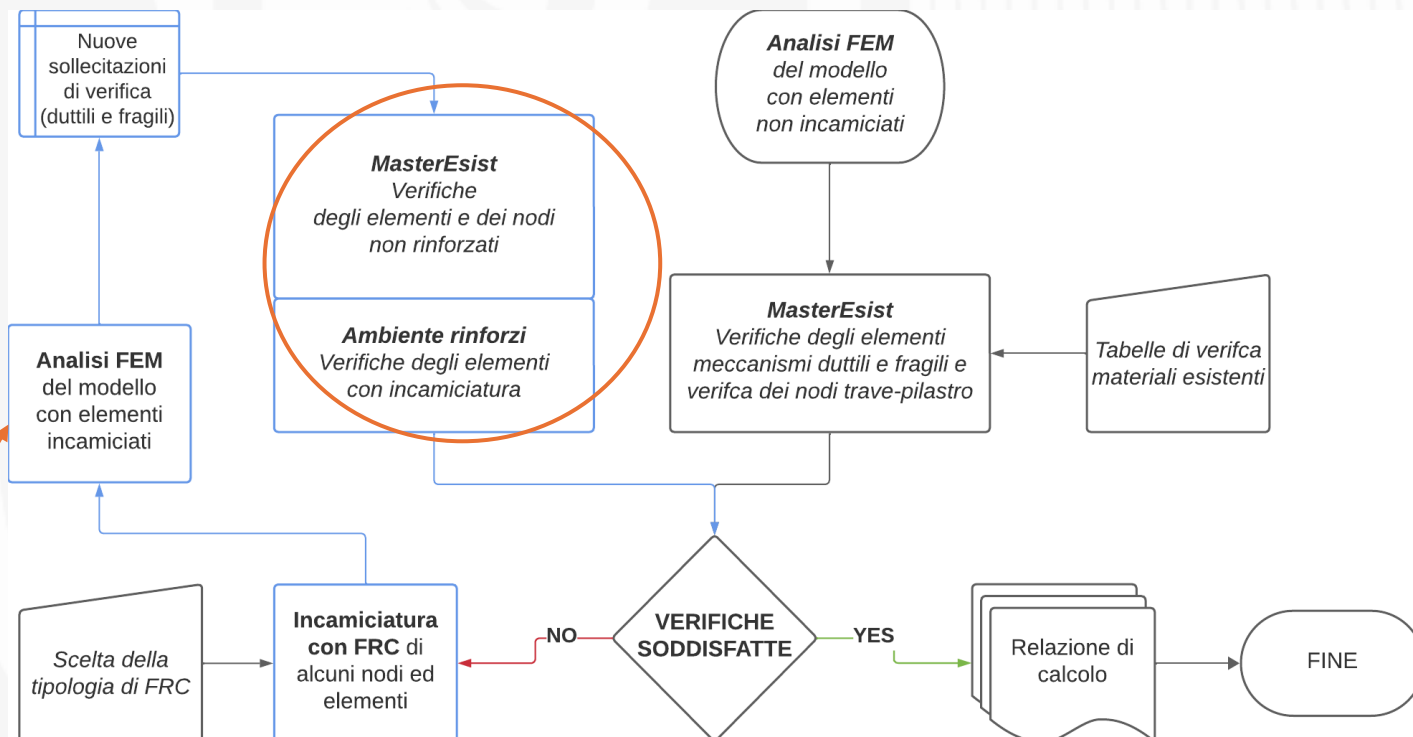 Nuove
sollecitazioni
di verifica
(duttili e fragili)
MasterEsist
Verifiche
degli elementi e dei nodi
non rinforzati
Ambiente rinforzi
Verifiche degli elementi
con incamiciatura
Analisi FEM
del modello
con elementi
non incamiciati
MasterEsist
Verifiche degli elementi
meccanismi duttili e fragili e
verifca dei nodi trave-pilastro
Tabelle di verifca
materiali esistenti
Analisi FEM
del modello
con elementi
incamiciati
Scelta della
tipologia di FRC
Incamiciatura
con FRC di
alcuni nodi ed
elementi
NO
VERIFICHE
SODDISFATTE
YES
Relazione di
calcolo
FINE